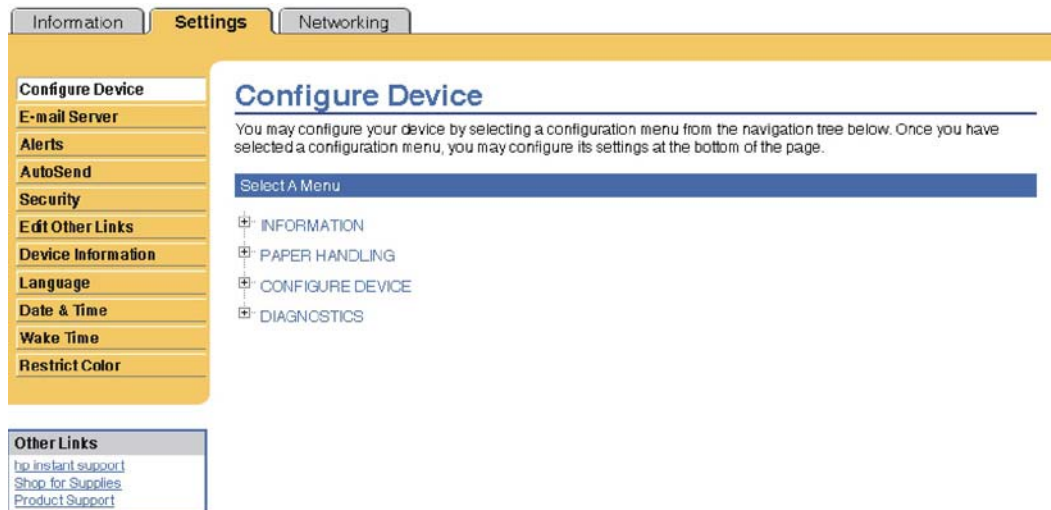 Information
Settings
Networking
Configure Device
E-mail Server
Alerts
AutoSend
Security
Edit Other Links
Device Information
Language
Date & Time
Wake Time
Restrict Color
Other Links
hp instant support
Shop for Supplies
Product Support
Configure Device
You may configure your device by selecting a configuration menu from the navigation tree below. Once you have
selected a configuration menu, you may configure its settings at the bottom of the page.
Select A Menu
INFORMATION
PAPER HANDLING
CONFIGURE DEVICE
DIAGNOSTICS